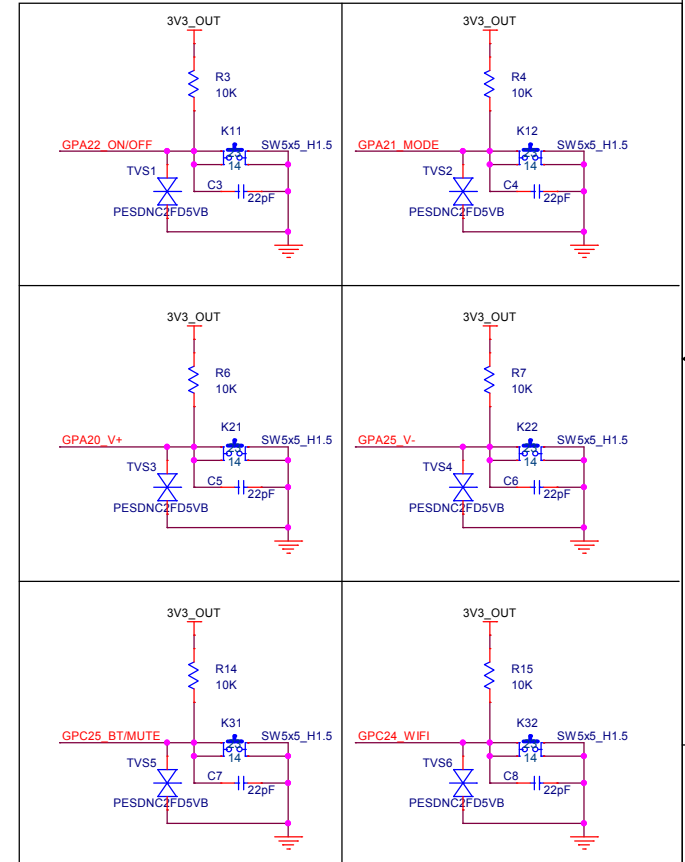 3V3_OUT
R3
10K
K11
GPA22_ON/OFF
SW5x5_H1.5
14
TVS1
C3
22pF
PESDNC2FD5VB
3V3_OUT
R4
10K
K12
GPA21_MODE
SW5x5_H1.5
14
TVS2
C4
22pF
PESDNC2FD5VB
3V3_OUT
R6
10K
K21
GPA20_V+
SW5x5_H1.5
14
TVS3
C5
22pF
PESDNC2FD5VB
3V3_OUT
R7
10K
K22
GPA25_V-
SW5x5_H1.5
14
TVS4
C6
22pF
PESDNC2FD5VB
3V3_OUT
R14
10K
K31
GPC25_BT/MUTE
SW5x5_H1.5
14
TVS5
C7
22pF
PESDNC2FD5VB
3V3_OUT
R15
10K
K32
GPC24_WIFI
SW5x5_H1.5
14
TVS6
C8
22pF
PESDNC2FD5VB